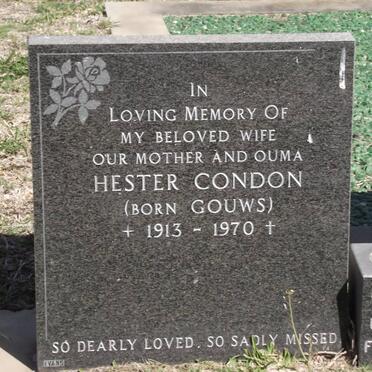 IN
LOVING MEMORY OF
MY BELOVED WIFE
OUR MOTHER AND OUMA
HESTER CONDON
(BORN GOUWS)
+ 1913 - 1970 †
SO DEARLY LOVED. SO SADLY MISSED
EVANS